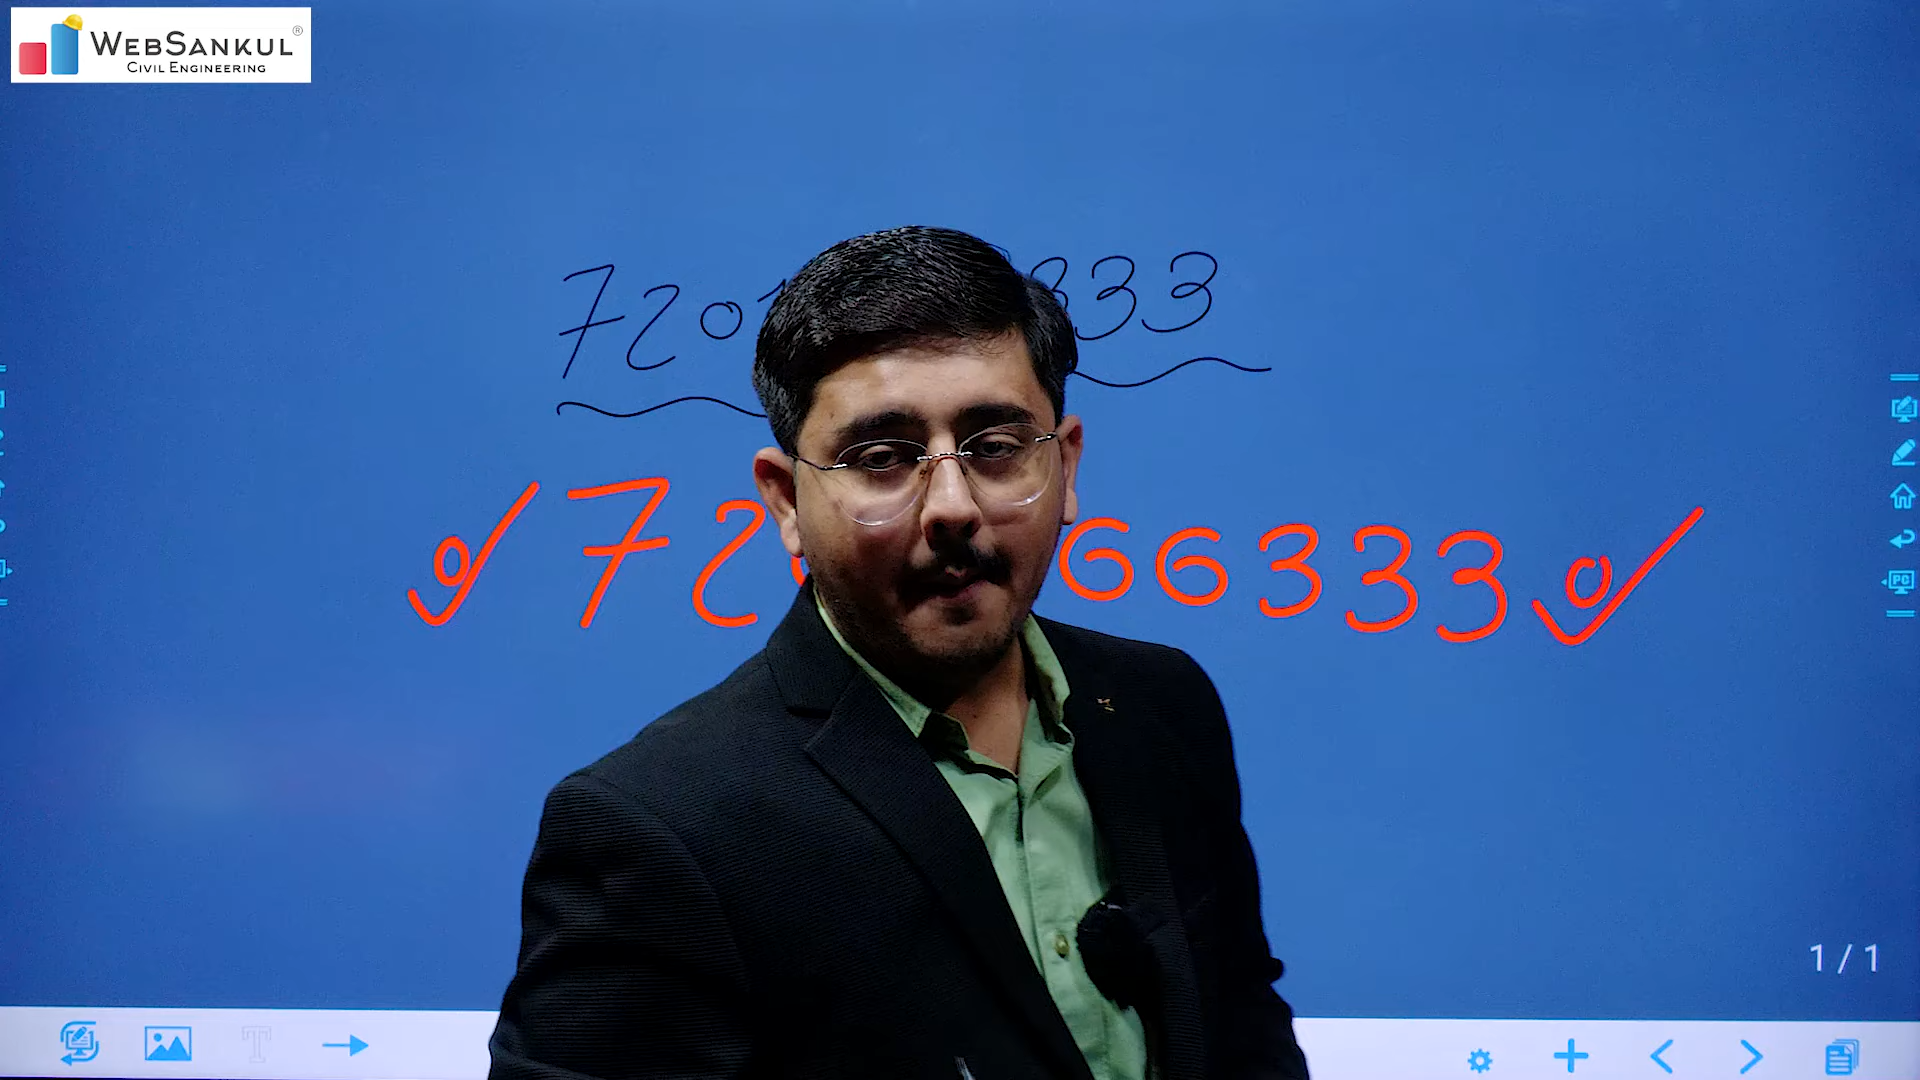 WEBSANKUL®
CIVIL ENGINEERING
720 333
72 66333
1 / 1